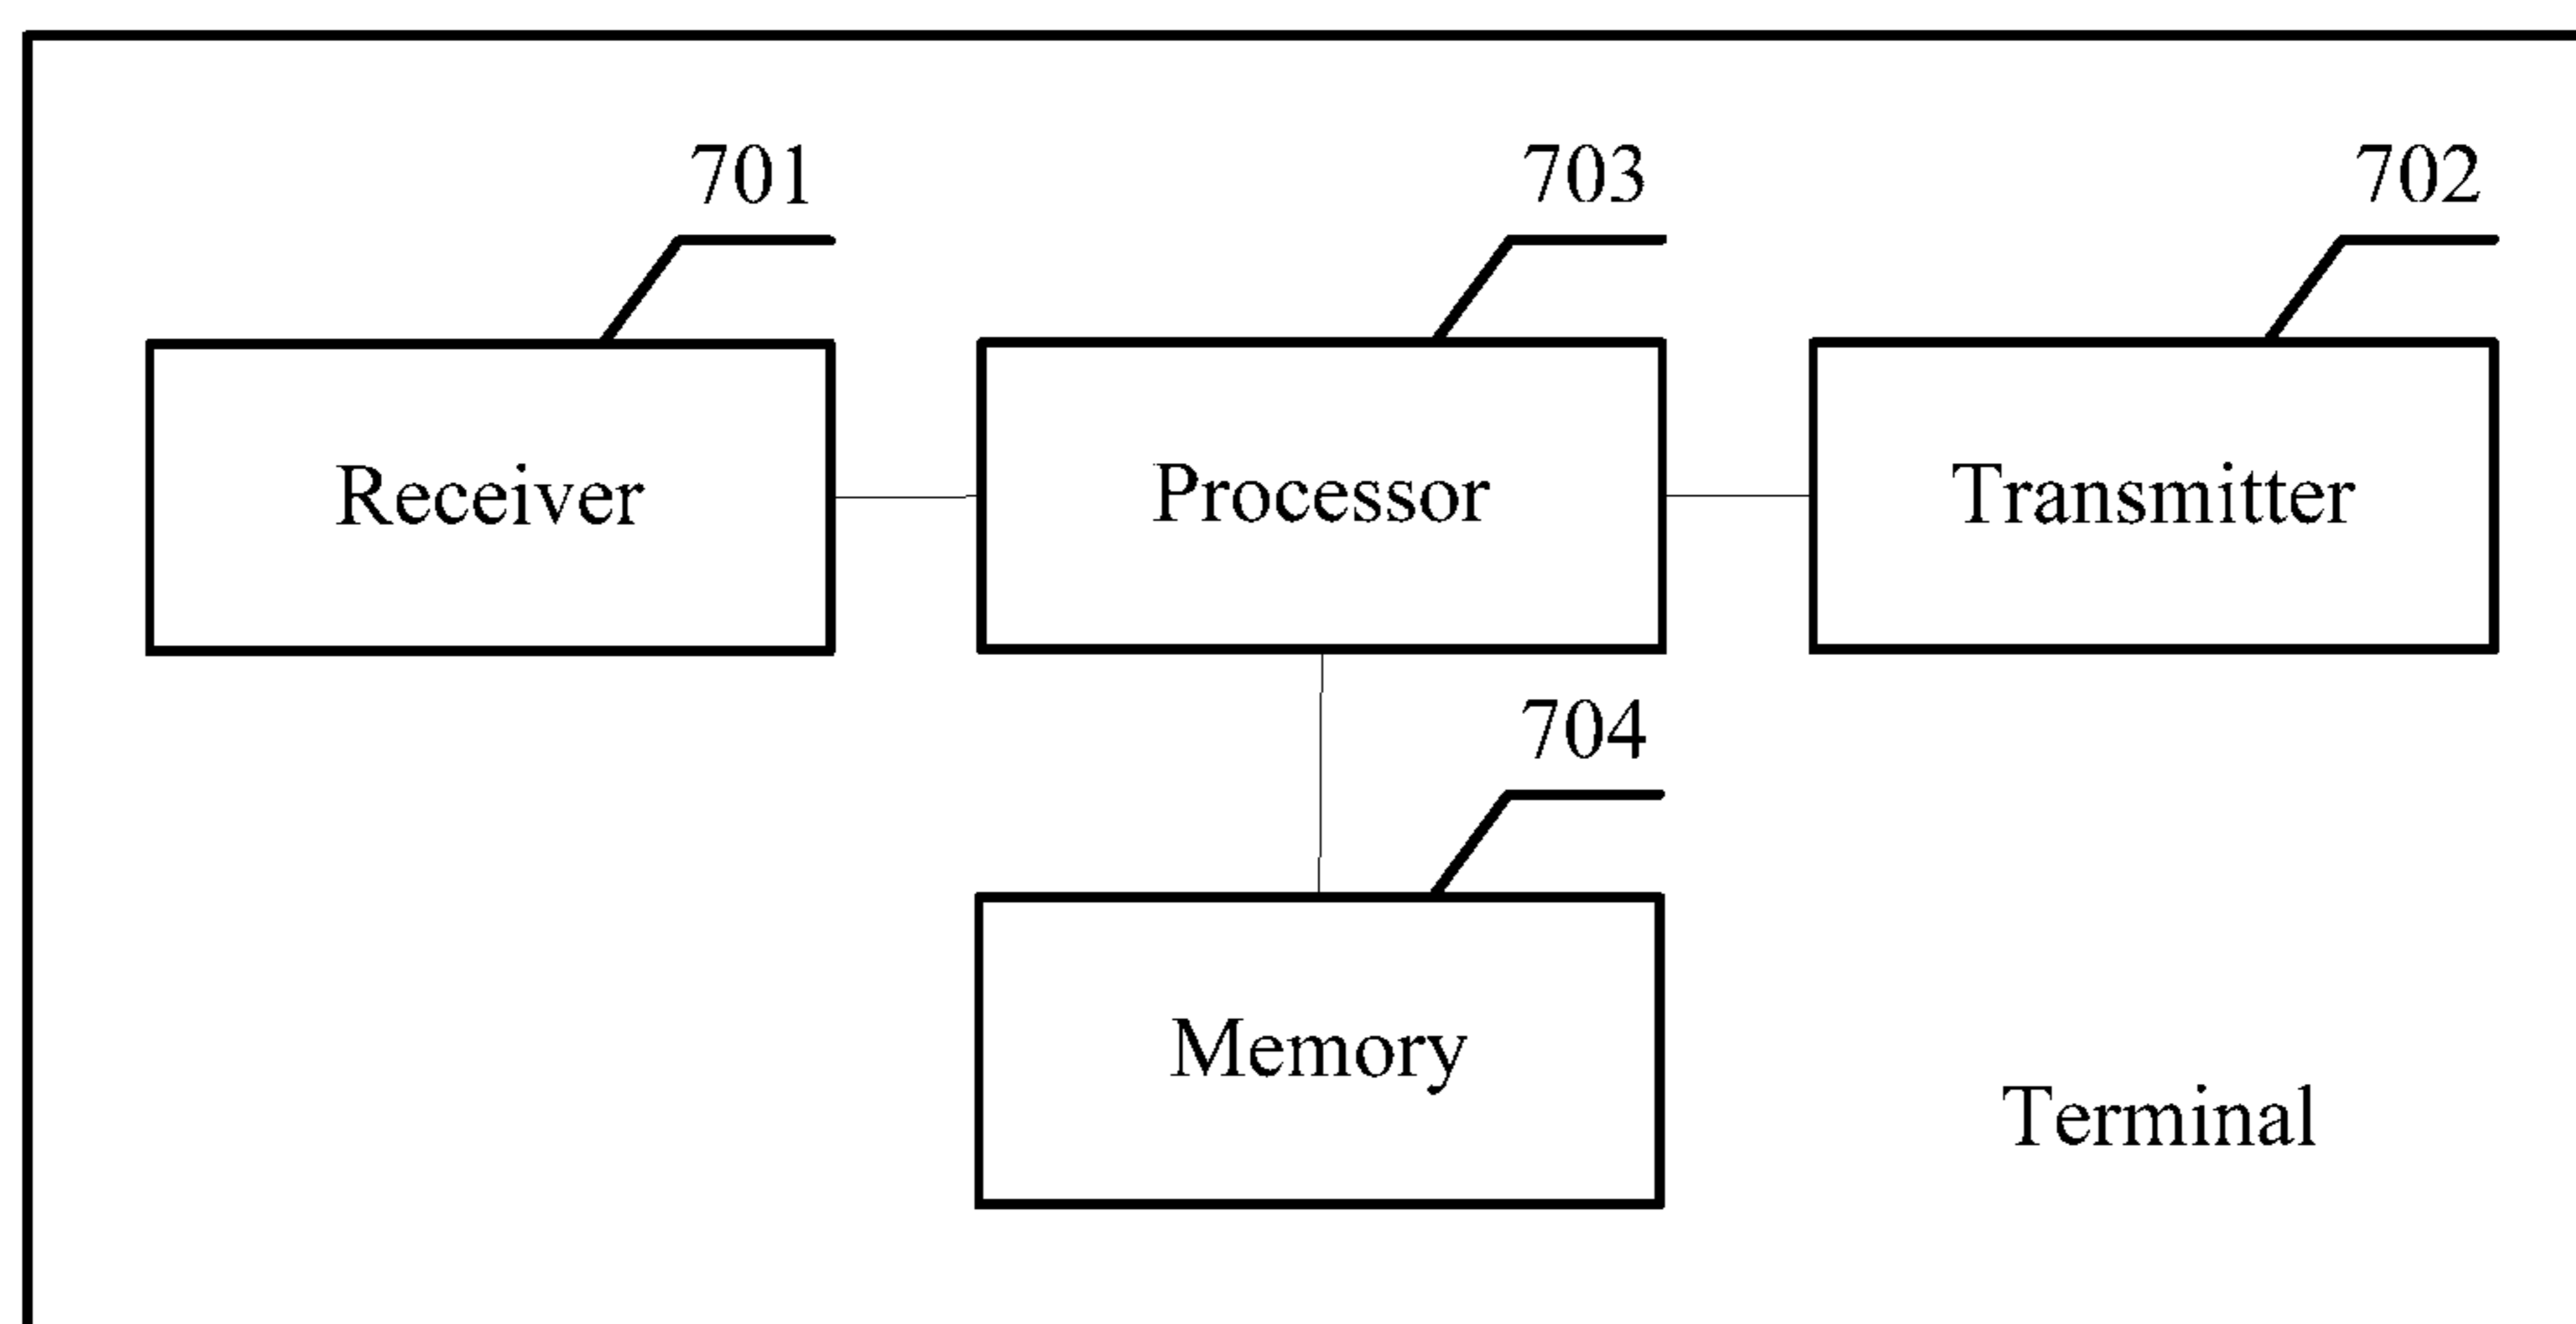 701
703
702
Receiver
Processor
Transmitter
704
Memory
Terminal